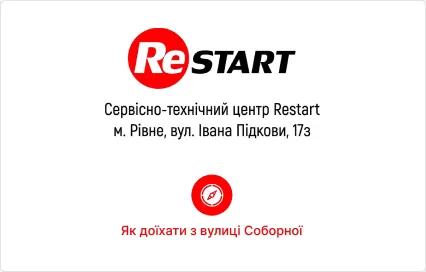 ReSTART
Сервісно-технічний центр Restart
м. Рівне, вул. Івана Підкови, 17з
Як доїхати з вулиці Соборної